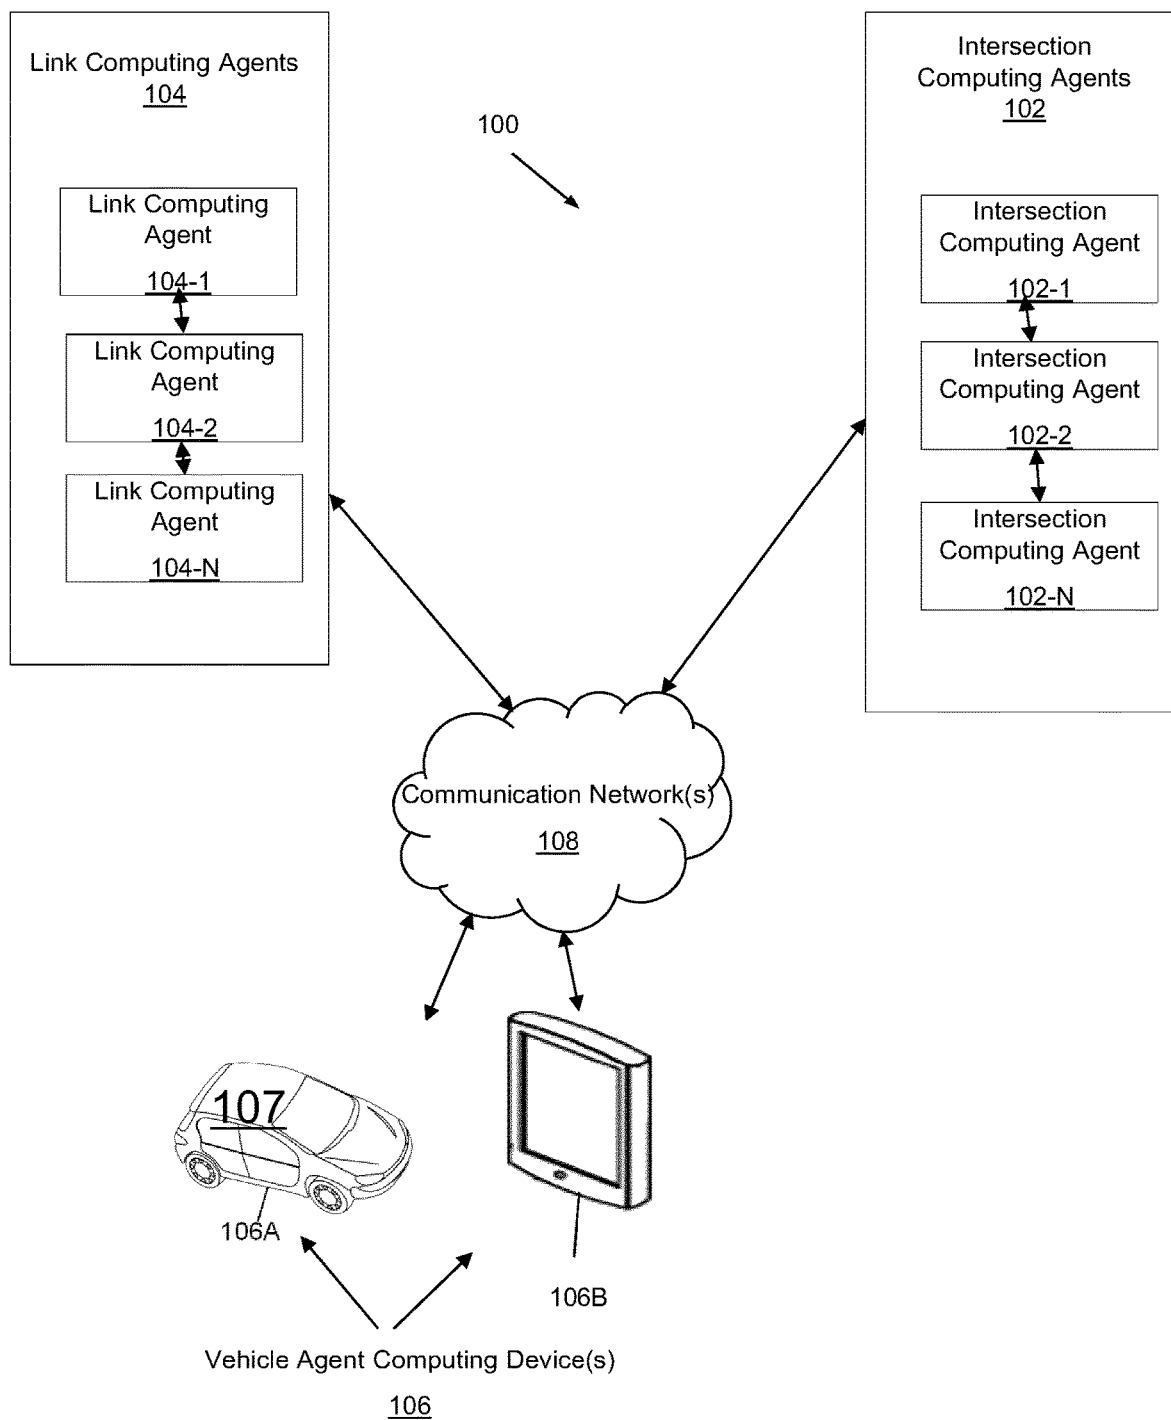 Link Computing Agents
104
Link Computing
Agent
104-1
Link Computing
Agent
104-2
Link Computing
Agent
104-N
100
Intersection
Computing Agents
102
Intersection
Computing Agent
102-1
Intersection
Computing Agent
102-2
Intersection
Computing Agent
102-N
Communication Network(s)
108
107
106A
106B
Vehicle Agent Computing Device(s)
106